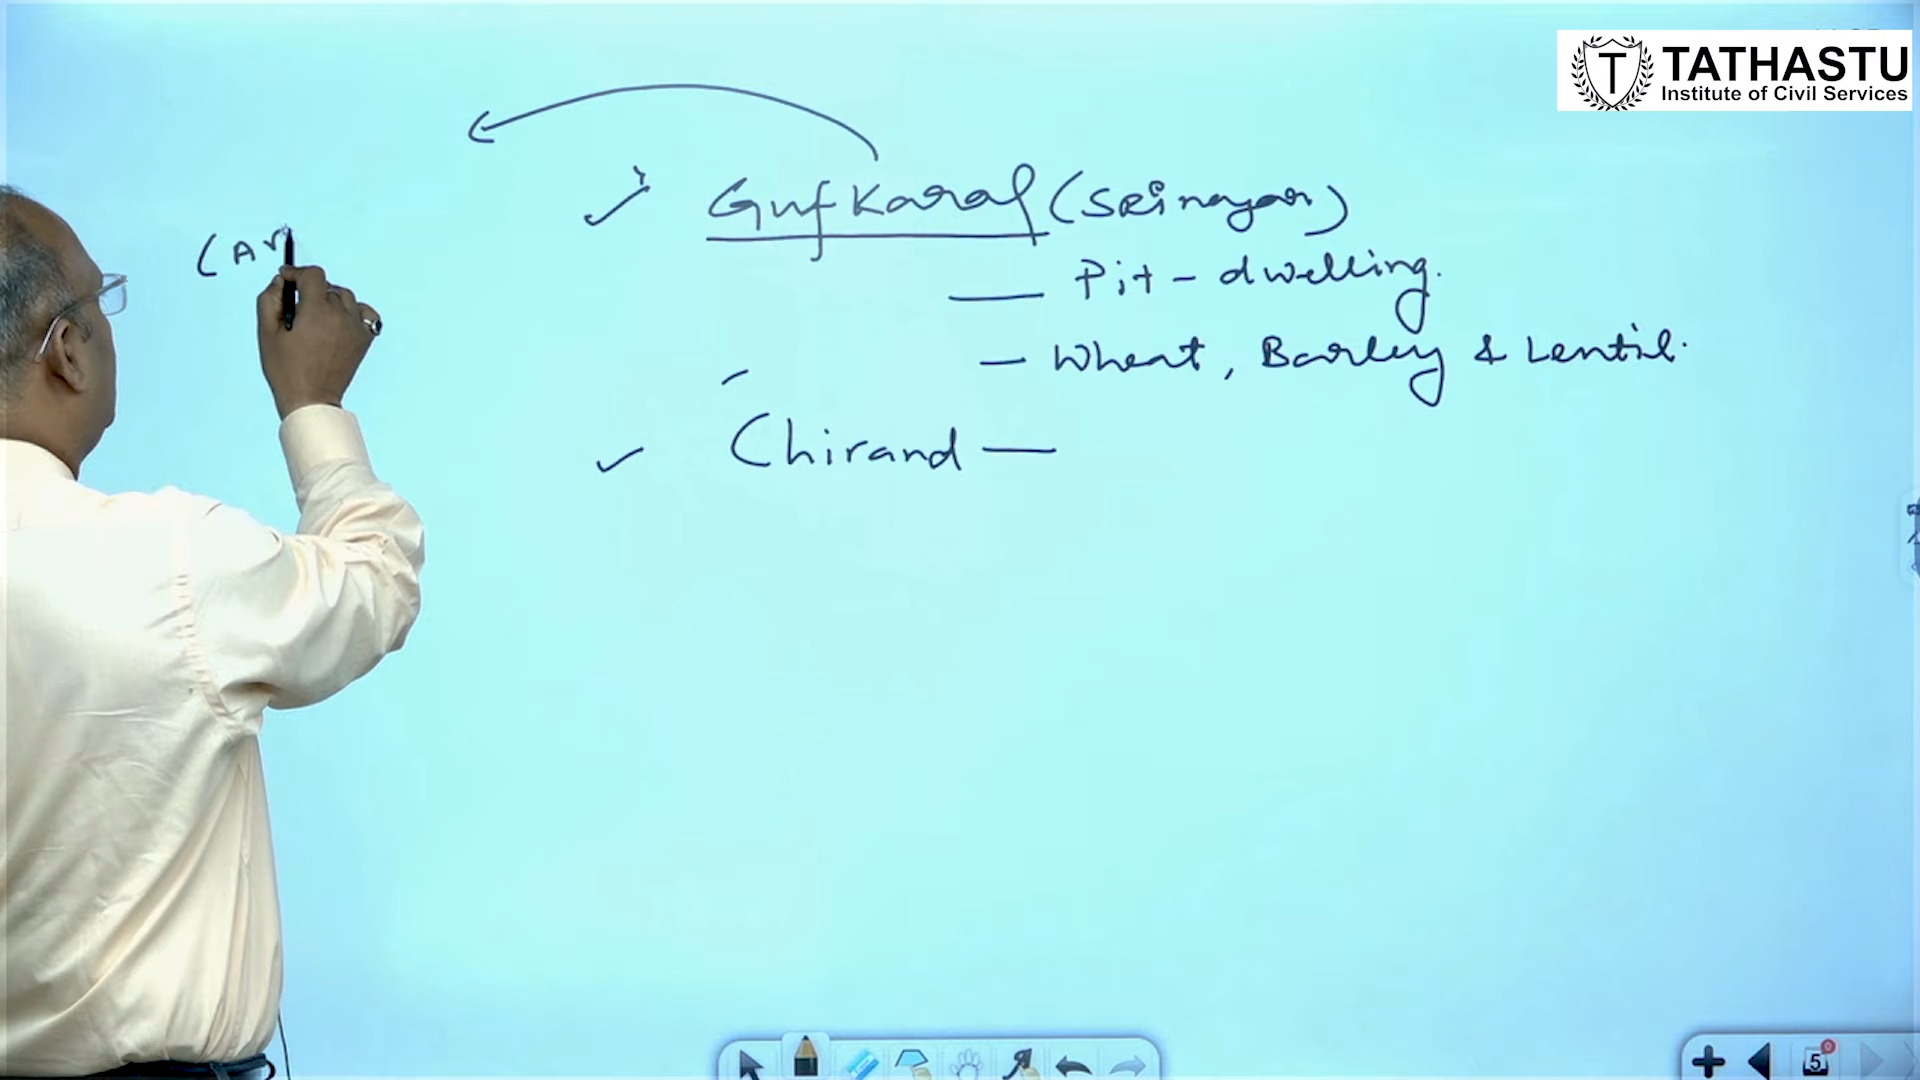 T TATHASTU
Institute of Civil Services
Gufkaral (Srinagar)
(Ar
— Pit - dwelling.
— Wheat, Barley & Lentil.
Chirand —
5